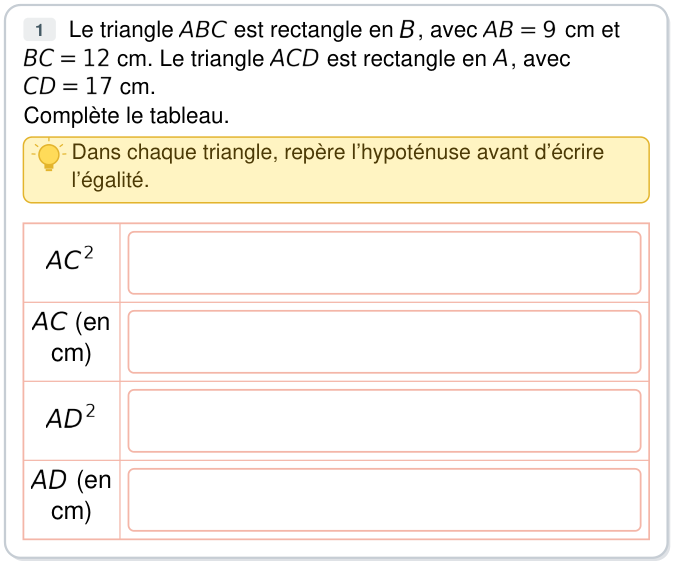 1 Le triangle ABC est rectangle en B, avec AB = 9 cm et
BC = 12 cm. Le triangle ACD est rectangle en A, avec
CD = 17 cm.
Complète le tableau.
Dans chaque triangle, repère l'hypoténuse avant d'écrire
l'égalité.
AC²
AC (en
cm)
AD²
AD (en
cm)